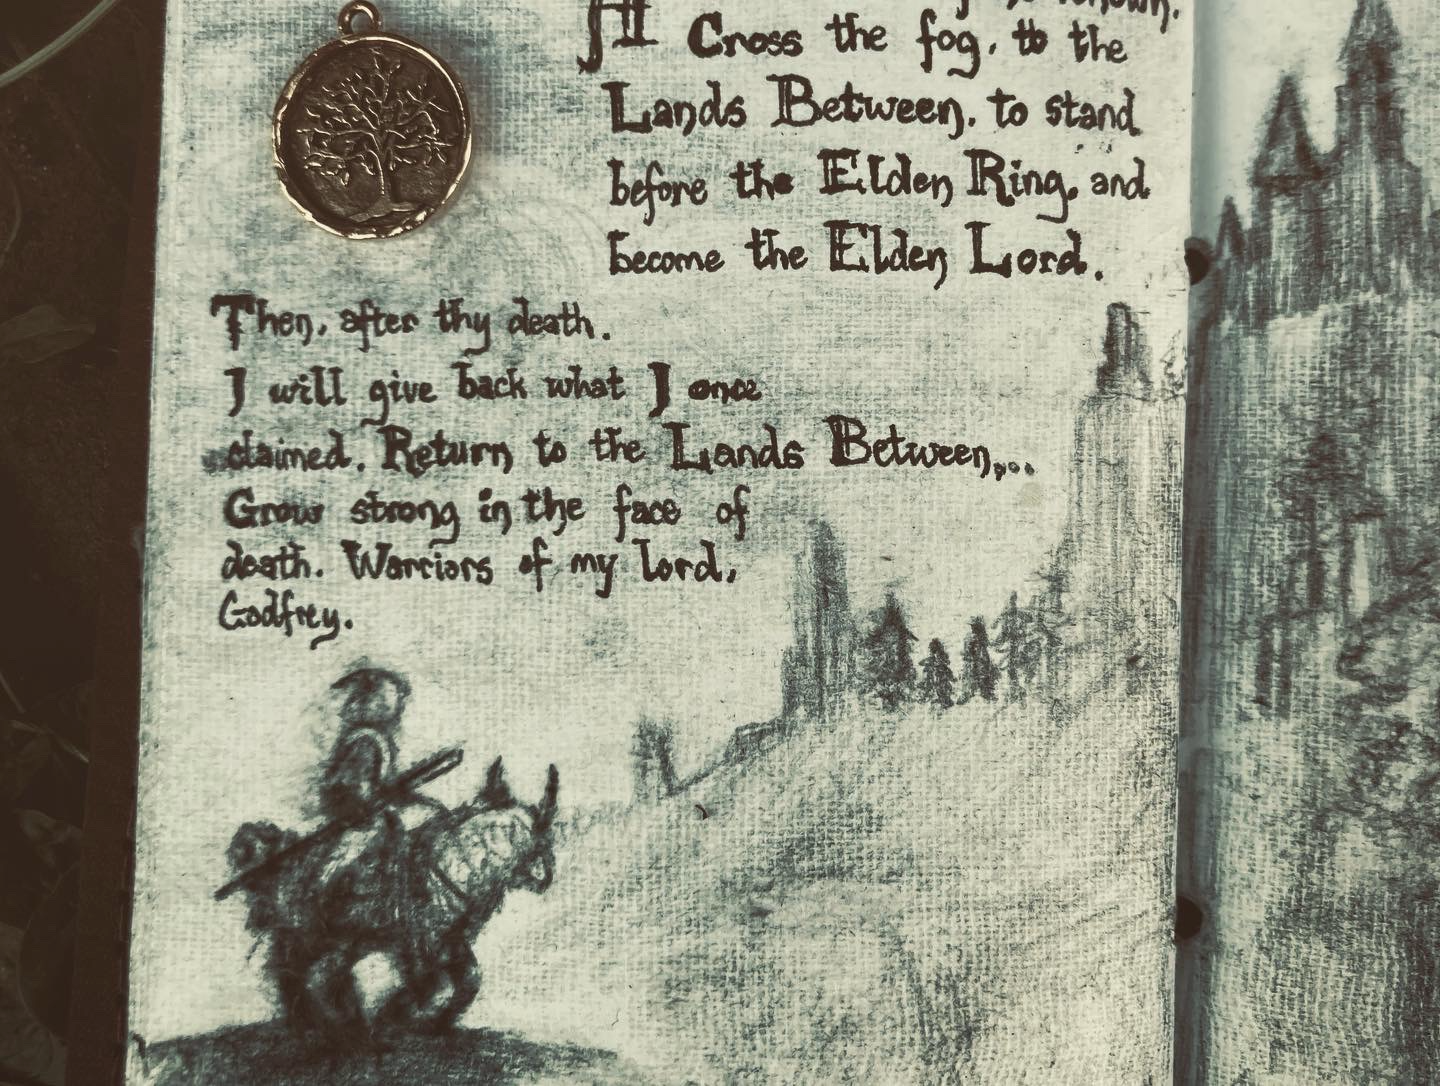 Cross the fog, to the
Lands Between, to stand
before the Elden Ring, and
become the Elden Lord.
Then, after thy death.
I will give back what I once
claimed. Return to the Lands Between,...
Grow strong in the face of
death. Warriors of my lord,
Godfrey.